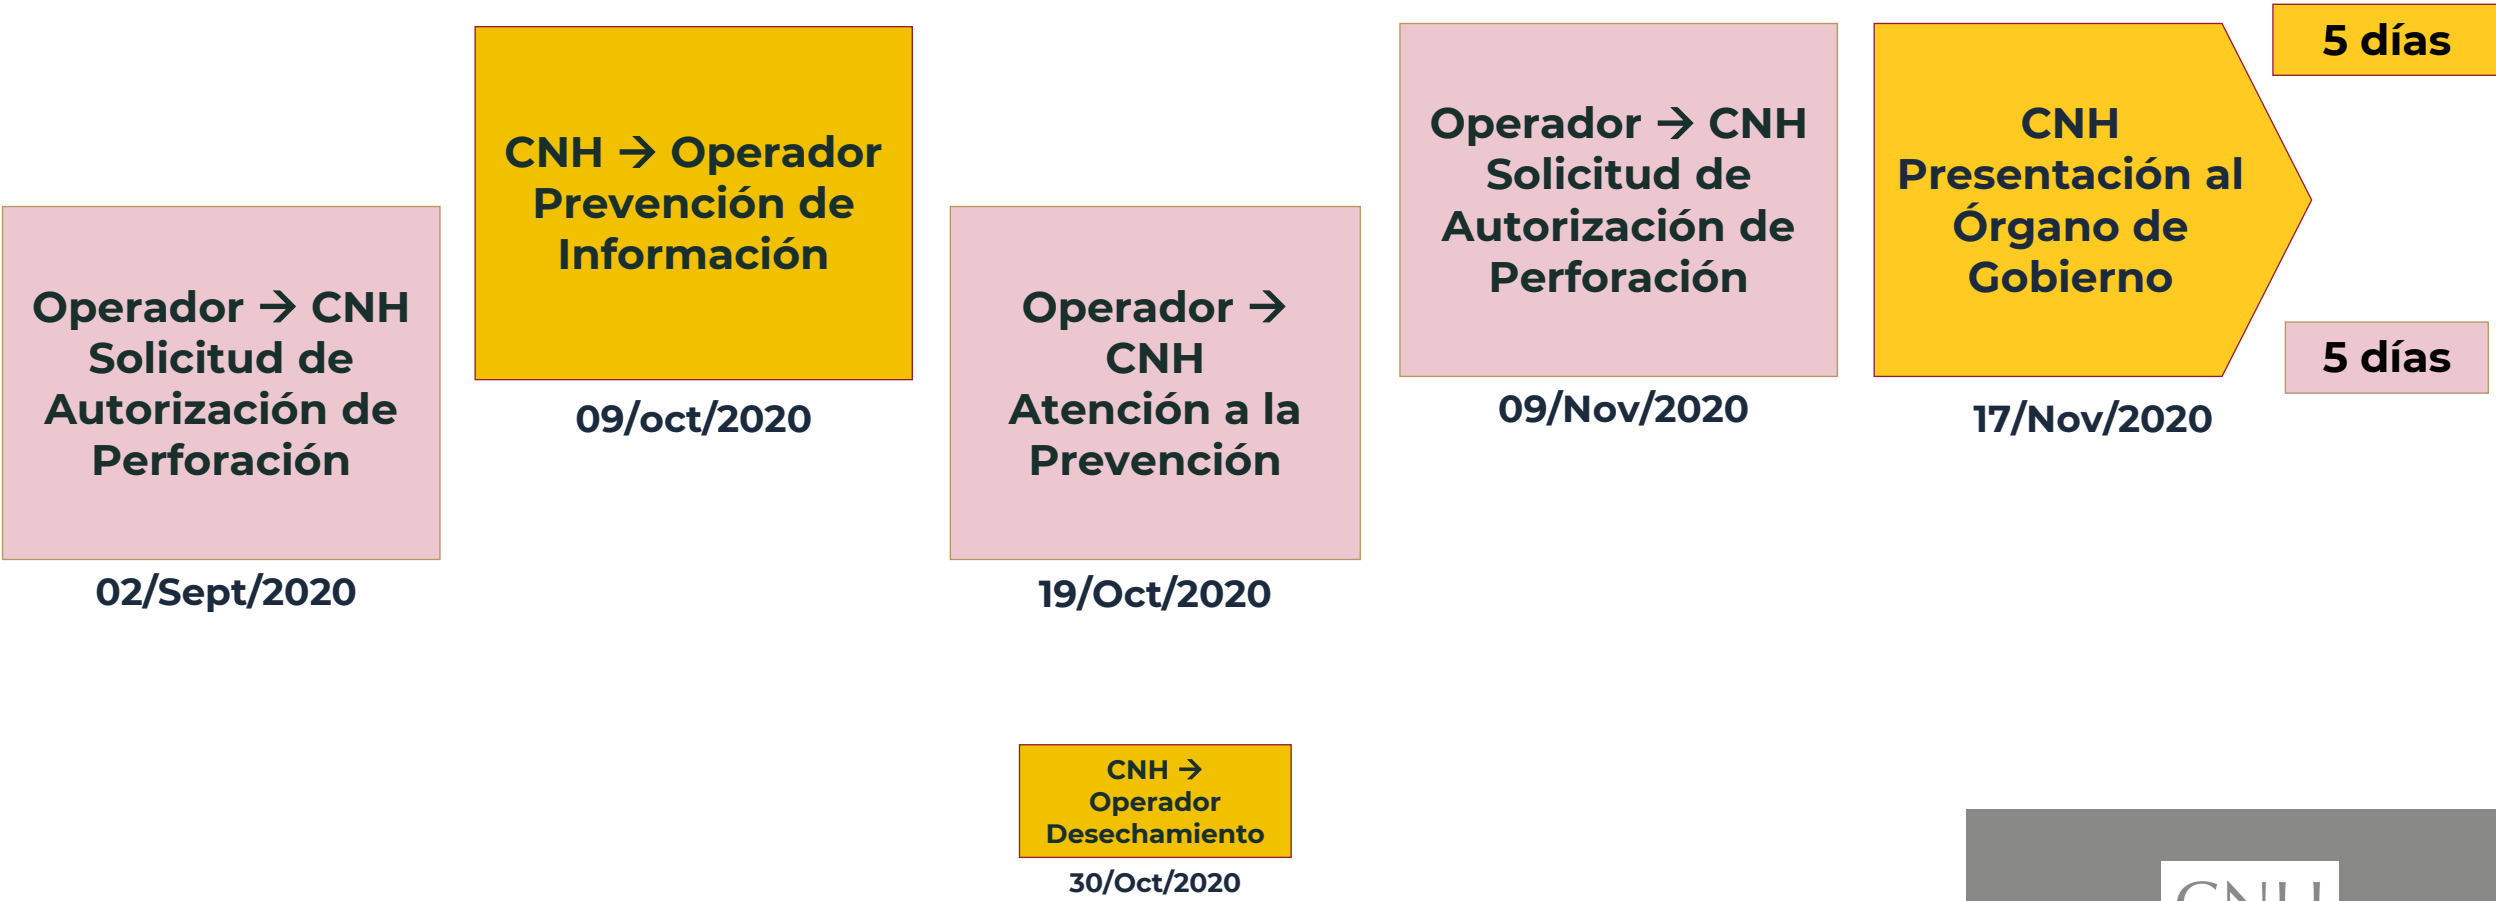 Operador → CNH
Solicitud de
Autorización de
Perforación
02/Sept/2020
CNH → Operador
Prevención de
Información
09/oct/2020
Operador →
CNH
Atención a la
Prevención
19/Oct/2020
CNH →
Operador
Desechamiento
30/Oct/2020
Operador → CNH
Solicitud de
Autorización de
Perforación
09/Nov/2020
CNH
Presentación al
Órgano de
Gobierno
17/Nov/2020
5 días
5 días
CNH